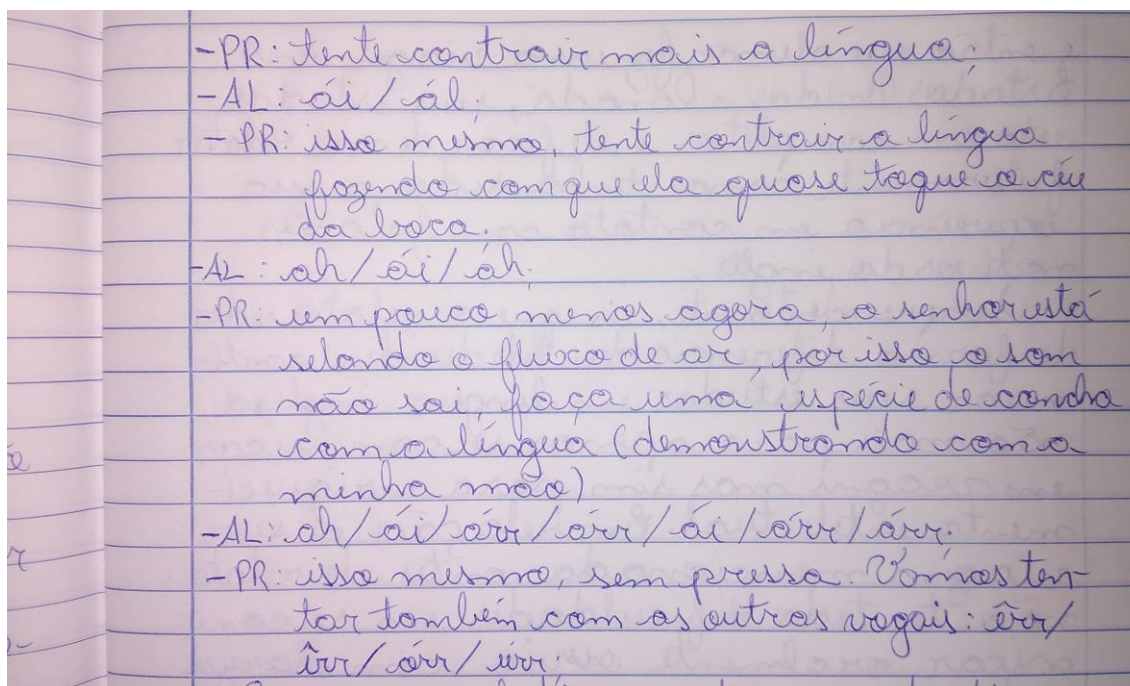 -PR: tente contrair mais a língua.
-AL: ái/ál.
-PR: isso mesmo, tente contrair a língua
fazendo com que ela quase toque o céu
da boca.
-AL: ah/ái/áh.
-PR: um pouco menos agora, o senhor está
selando o fluxo de ar, por isso o som
não sai, faça uma espécie de concha
com a língua (demonstrando com a
minha mão)
-AL: ah/ái/árr/árr/ái/árr/árr.
-PR: isso mesmo, sem pressa. Vamos ten-
tar também com as outras vogais: êrr/
îrr/órr/úrr.